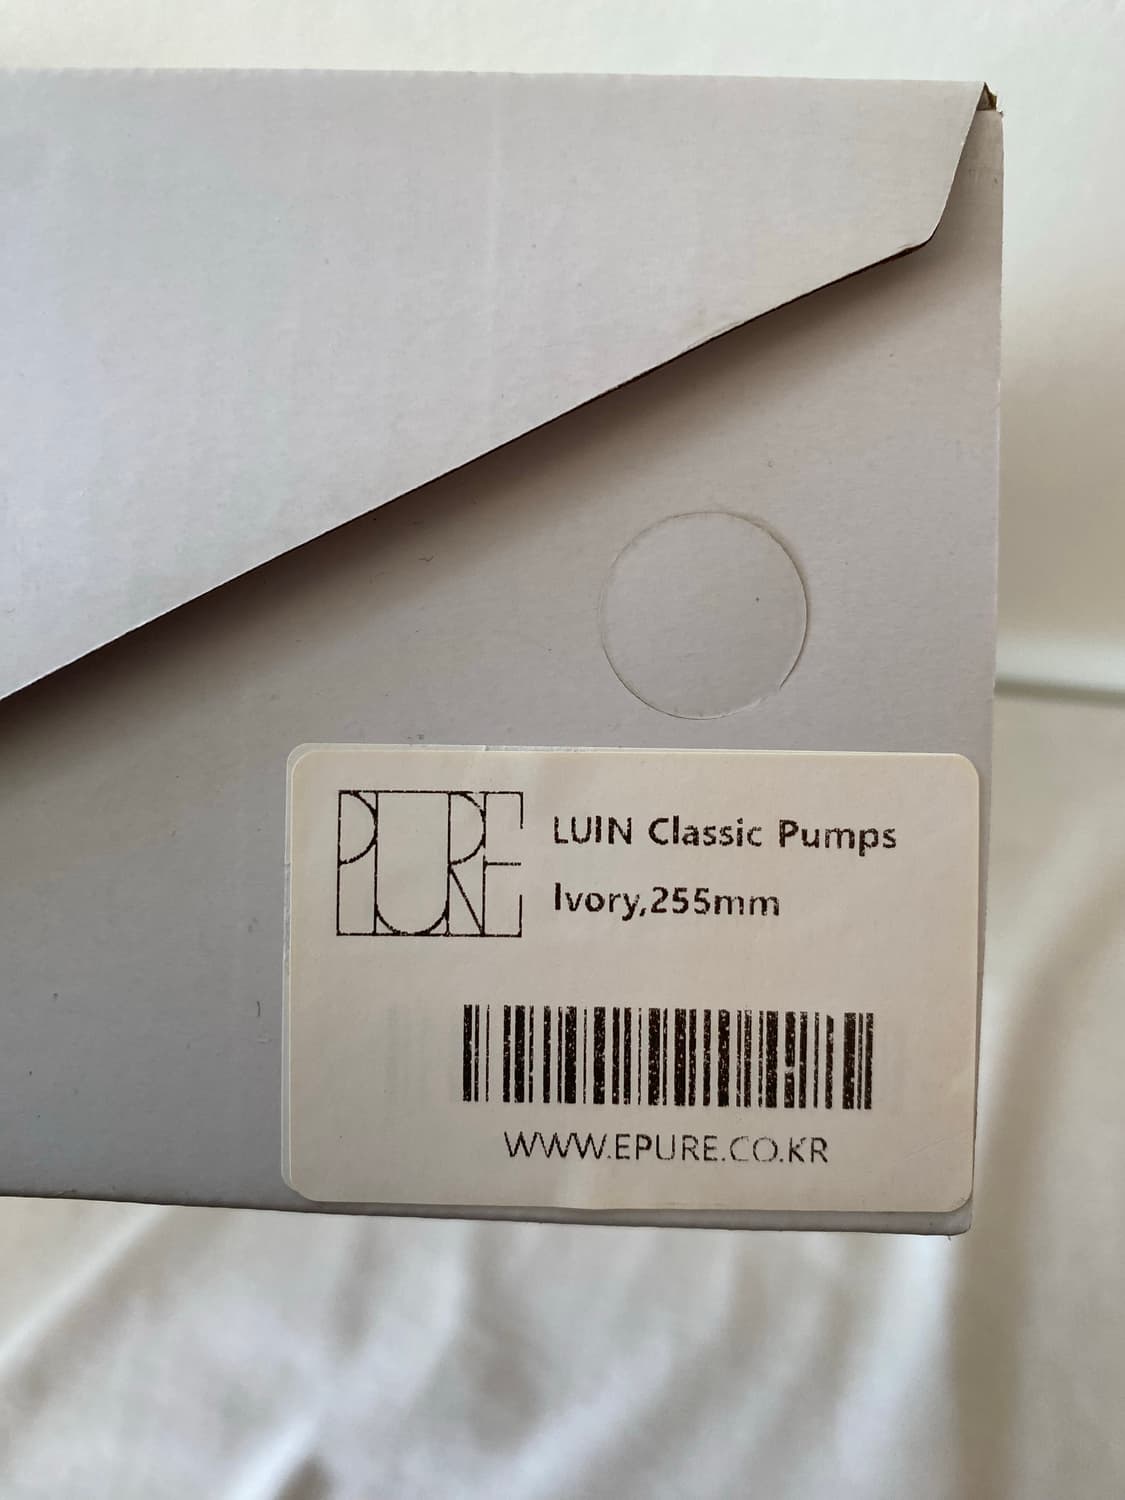 PURE
LUIN Classic Pumps
Ivory,255mm
WWW.EPURE.CO.KR